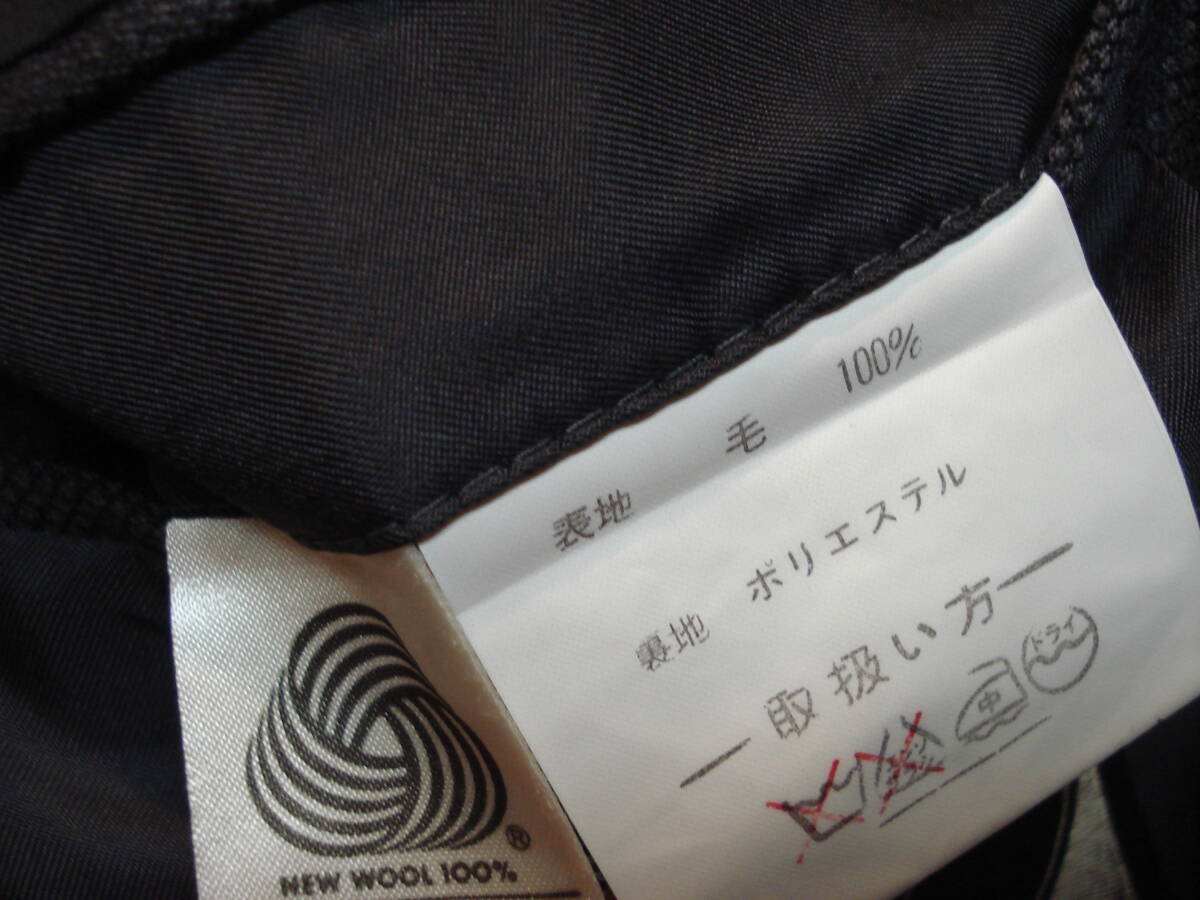 表地 毛 100%
裏地 ポリエステル
取扱い方
中 ドライ
®
NEW WOOL 100%